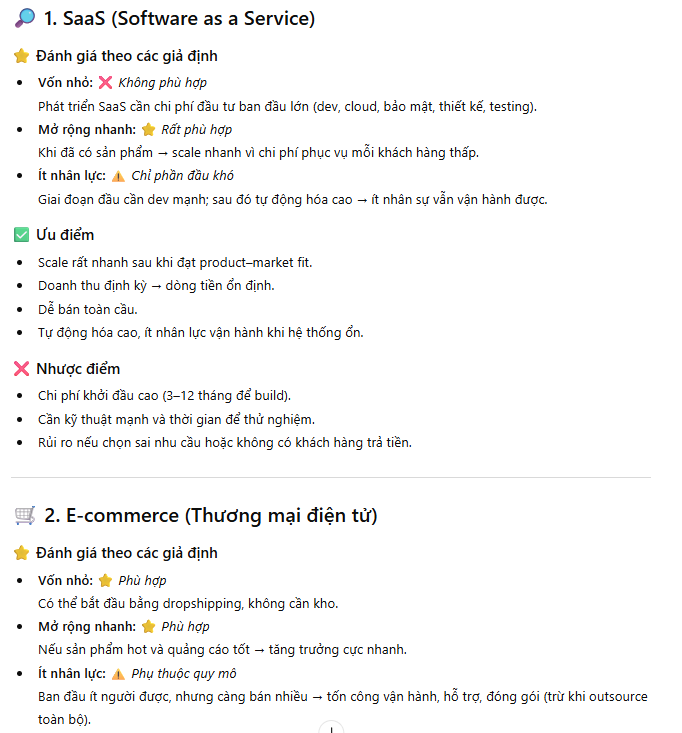 🔎 1. SaaS (Software as a Service)
⭐ Đánh giá theo các giả định
• Vốn nhỏ: ❌ Không phù hợp
Phát triển SaaS cần chi phí đầu tư ban đầu lớn (dev, cloud, bảo mật, thiết kế, testing).
• Mở rộng nhanh: ⭐ Rất phù hợp
Khi đã có sản phẩm → scale nhanh vì chi phí phục vụ mỗi khách hàng thấp.
• Ít nhân lực: ⚠️ Chỉ phần đầu khó
Giai đoạn đầu cần dev mạnh; sau đó tự động hóa cao → ít nhân sự vẫn vận hành được.
✅ Ưu điểm
• Scale rất nhanh sau khi đạt product–market fit.
• Doanh thu định kỳ → dòng tiền ổn định.
• Dễ bán toàn cầu.
• Tự động hóa cao, ít nhân lực vận hành khi hệ thống ổn.
❌ Nhược điểm
• Chi phí khởi đầu cao (3–12 tháng để build).
• Cần kỹ thuật mạnh và thời gian để thử nghiệm.
• Rủi ro nếu chọn sai nhu cầu hoặc không có khách hàng trả tiền.
🛒 2. E-commerce (Thương mại điện tử)
⭐ Đánh giá theo các giả định
• Vốn nhỏ: ⭐ Phù hợp
Có thể bắt đầu bằng dropshipping, không cần kho.
• Mở rộng nhanh: ⭐ Phù hợp
Nếu sản phẩm hot và quảng cáo tốt → tăng trưởng cực nhanh.
• Ít nhân lực: ⚠️ Phụ thuộc quy mô
Ban đầu ít người được, nhưng càng bán nhiều → tốn công vận hành, hỗ trợ, đóng gói (trừ khi outsource
toàn bộ).